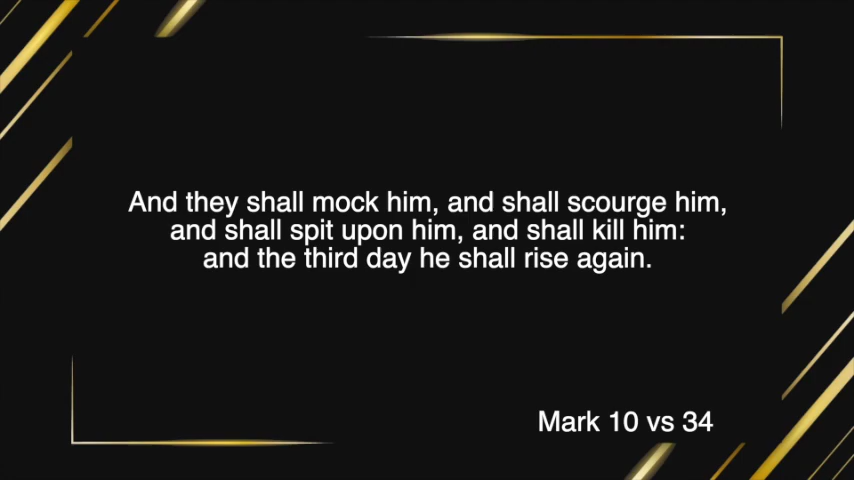 And they shall mock him, and shall scourge him,
and shall spit upon him, and shall kill him:
and the third day he shall rise again.
Mark 10 vs 34